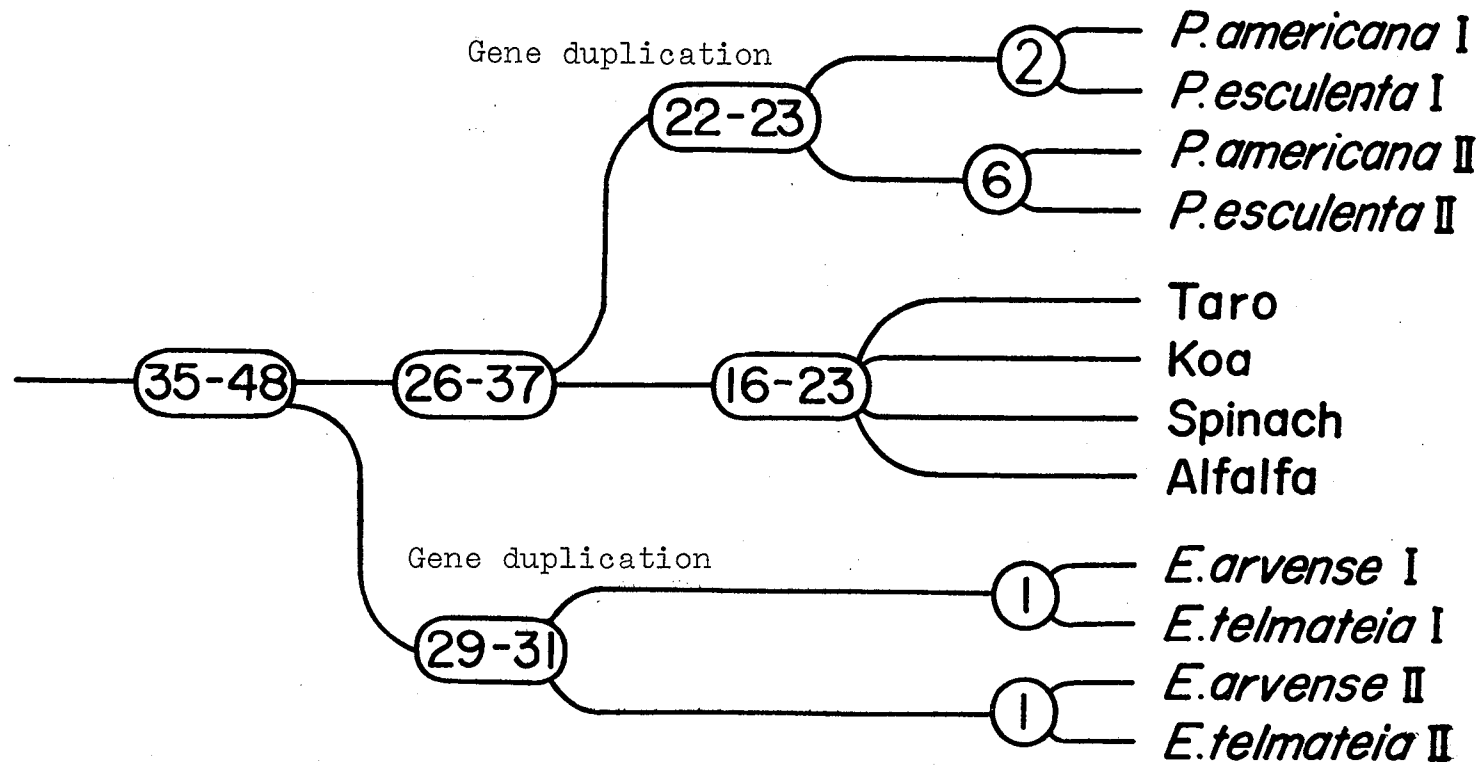 P. americana I
Gene duplication
2
P. esculenta I
22-23
P. americana II
6
P. esculenta II
Taro
Koa
35-48
26-37
16-23
Spinach
Alfalfa
Gene duplication
E. arvense I
1
E. telmateia I
29-31
E. arvense II
1
E. telmateia II